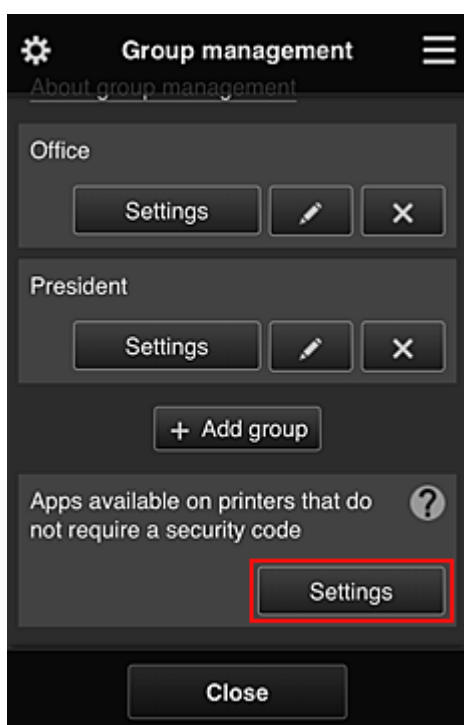 Group management
About group management
Office
Settings
President
Settings
+ Add group
Apps available on printers that do
not require a security code
?
Settings
Close